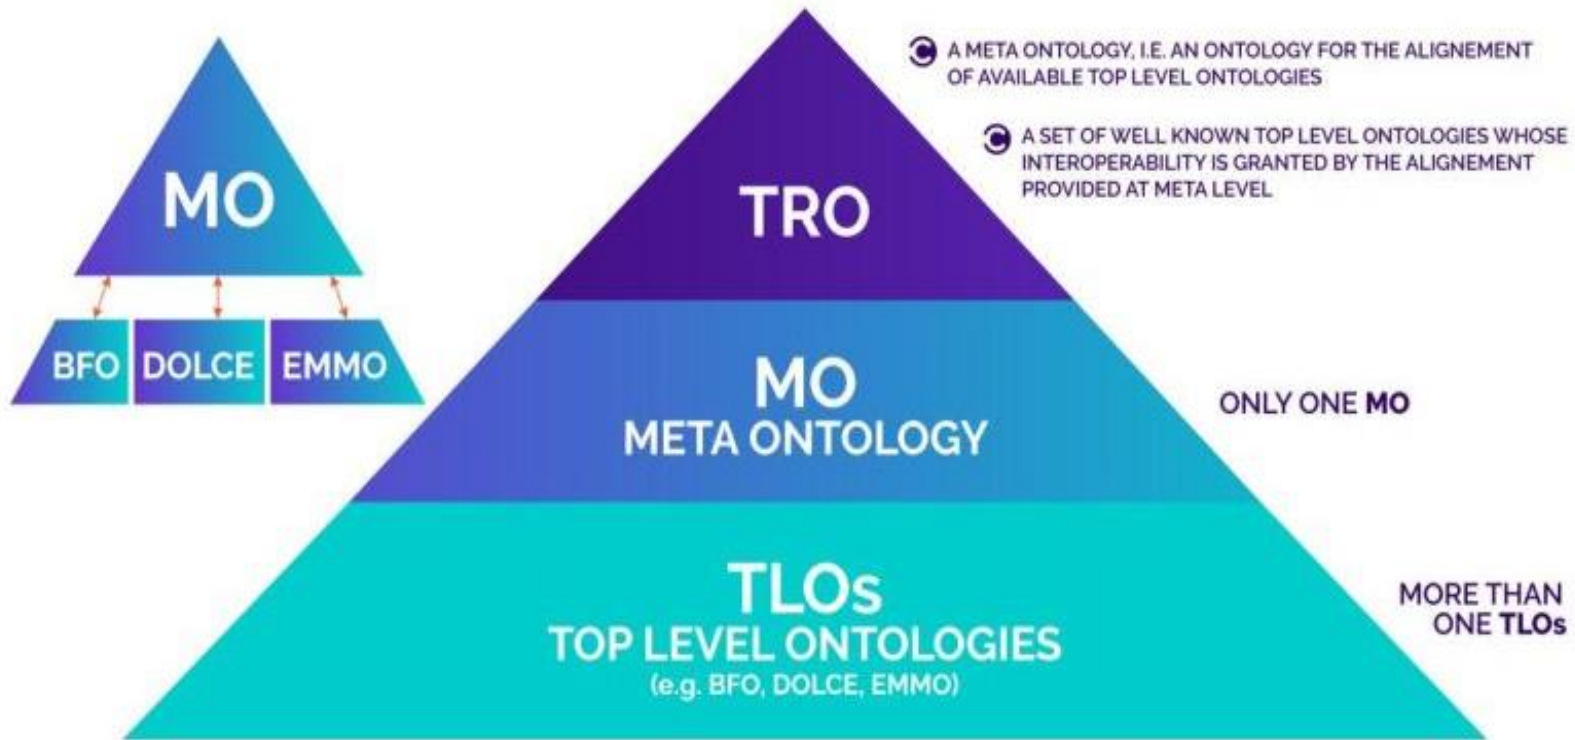 MO
BFO DOLCE EMMO
A META ONTOLOGY, I.E. AN ONTOLOGY FOR THE ALIGNEMENT
OF AVAILABLE TOP LEVEL ONTOLOGIES
A SET OF WELL KNOWN TOP LEVEL ONTOLOGIES WHOSE
INTEROPERABILITY IS GRANTED BY THE ALIGNEMENT
PROVIDED AT META LEVEL
TRO
MO
META ONTOLOGY
ONLY ONE MO
TLOs
TOP LEVEL ONTOLOGIES
(e.g. BFO, DOLCE, EMMO)
MORE THAN
ONE TLOs